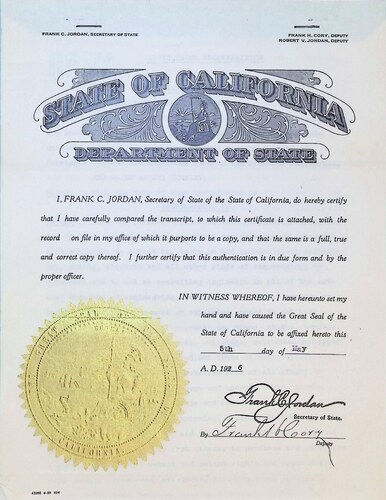 FRANK C. JORDAN, SECRETARY OF STATE
FRANK H. CORY, DEPUTY
ROBERT V. JORDAN, DEPUTY
STATE OF CALIFORNIA
DEPARTMENT OF STATE
I, FRANK C. JORDAN, Secretary of State of the State of California, do hereby certify
that I have carefully compared the transcript, to which this certificate is attached, with the
record on file in my office of which it purports to be a copy, and that the same is a full, true
and correct copy thereof. I further certify that this authentication is in due form and by the
proper officer.
IN WITNESS WHEREOF, I have hereunto set my
hand and have caused the Great Seal of the
State of California to be affixed hereto this
5th day of May
A. D. 192 6
Frank C. Jordan
Secretary of State.
By Frank H. Cory
Deputy
CALIFORNIA